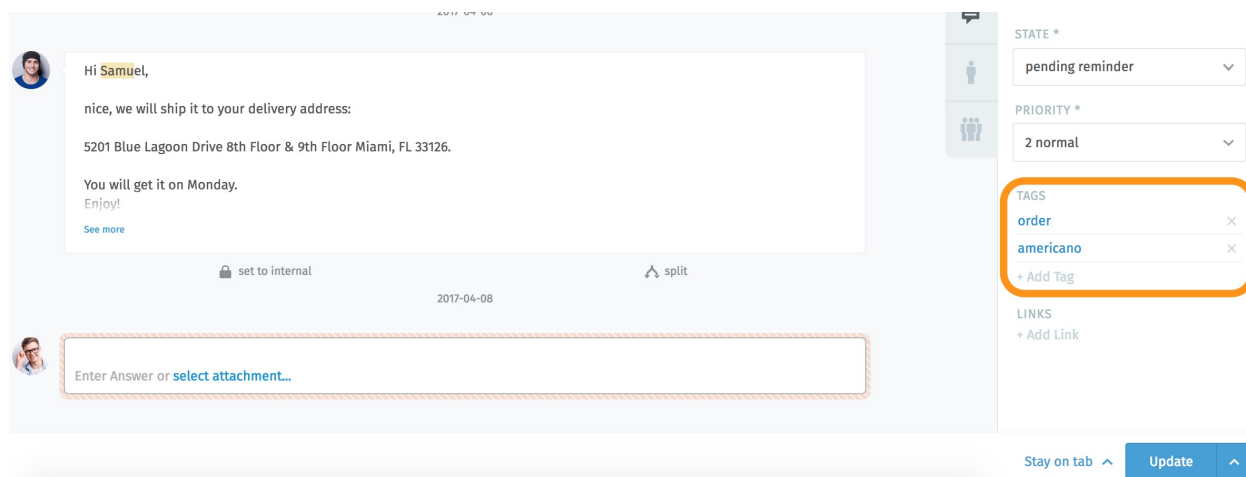 Hi Samuel,
nice, we will ship it to your delivery address:
5201 Blue Lagoon Drive 8th Floor & 9th Floor Miami, FL 33126.
You will get it on Monday.
Enjoy!
See more
set to internal
split
2017-04-08
Enter Answer or select attachment...
STATE *
pending reminder
PRIORITY *
2 normal
TAGS
order
americano
+ Add Tag
LINKS
+ Add Link
Stay on tab
Update